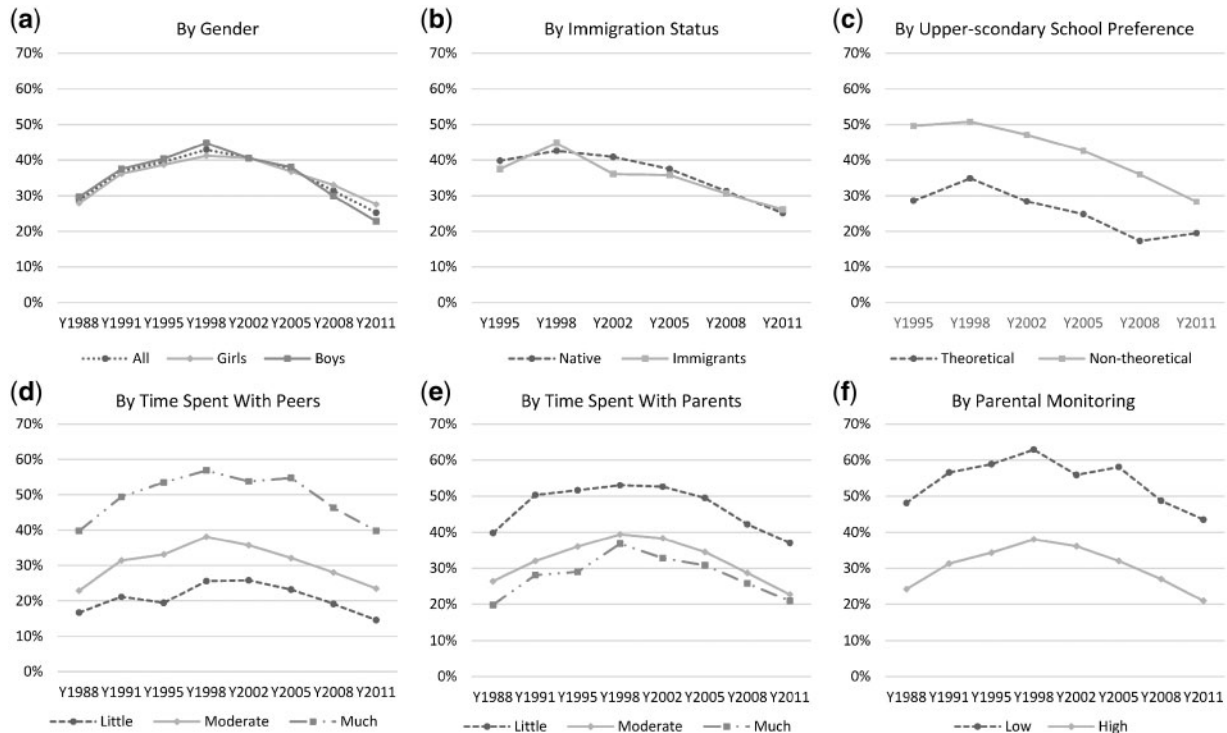 (a) By Gender
70%
60%
50%
40%
30%
20%
10%
0%
Y1988 Y1991 Y1995 Y1998 Y2002 Y2005 Y2008 Y2011
All Girls Boys
(b) By Immigration Status
70%
60%
50%
40%
30%
20%
10%
0%
Y1995 Y1998 Y2002 Y2005 Y2008 Y2011
Native Immigrants
(c) By Upper-scondary School Preference
70%
60%
50%
40%
30%
20%
10%
0%
Y1995 Y1998 Y2002 Y2005 Y2008 Y2011
Theoretical Non-theoretical
(d) By Time Spent With Peers
70%
60%
50%
40%
30%
20%
10%
0%
Y1988 Y1991 Y1995 Y1998 Y2002 Y2005 Y2008 Y2011
Little Moderate Much
(e) By Time Spent With Parents
70%
60%
50%
40%
30%
20%
10%
0%
Y1988 Y1991 Y1995 Y1998 Y2002 Y2005 Y2008 Y2011
Little Moderate Much
(f) By Parental Monitoring
70%
60%
50%
40%
30%
20%
10%
0%
Y1988 Y1991 Y1995 Y1998 Y2002 Y2005 Y2008 Y2011
Low High